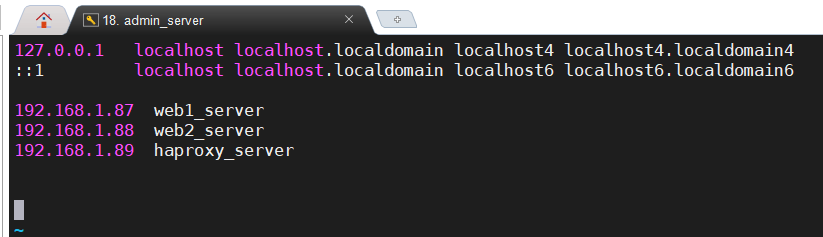 18. admin_server
127.0.0.1   localhost localhost.localdomain localhost4 localhost4.localdomain4
::1         localhost localhost.localdomain localhost6 localhost6.localdomain6
192.168.1.87  web1_server
192.168.1.88  web2_server
192.168.1.89  haproxy_server
~